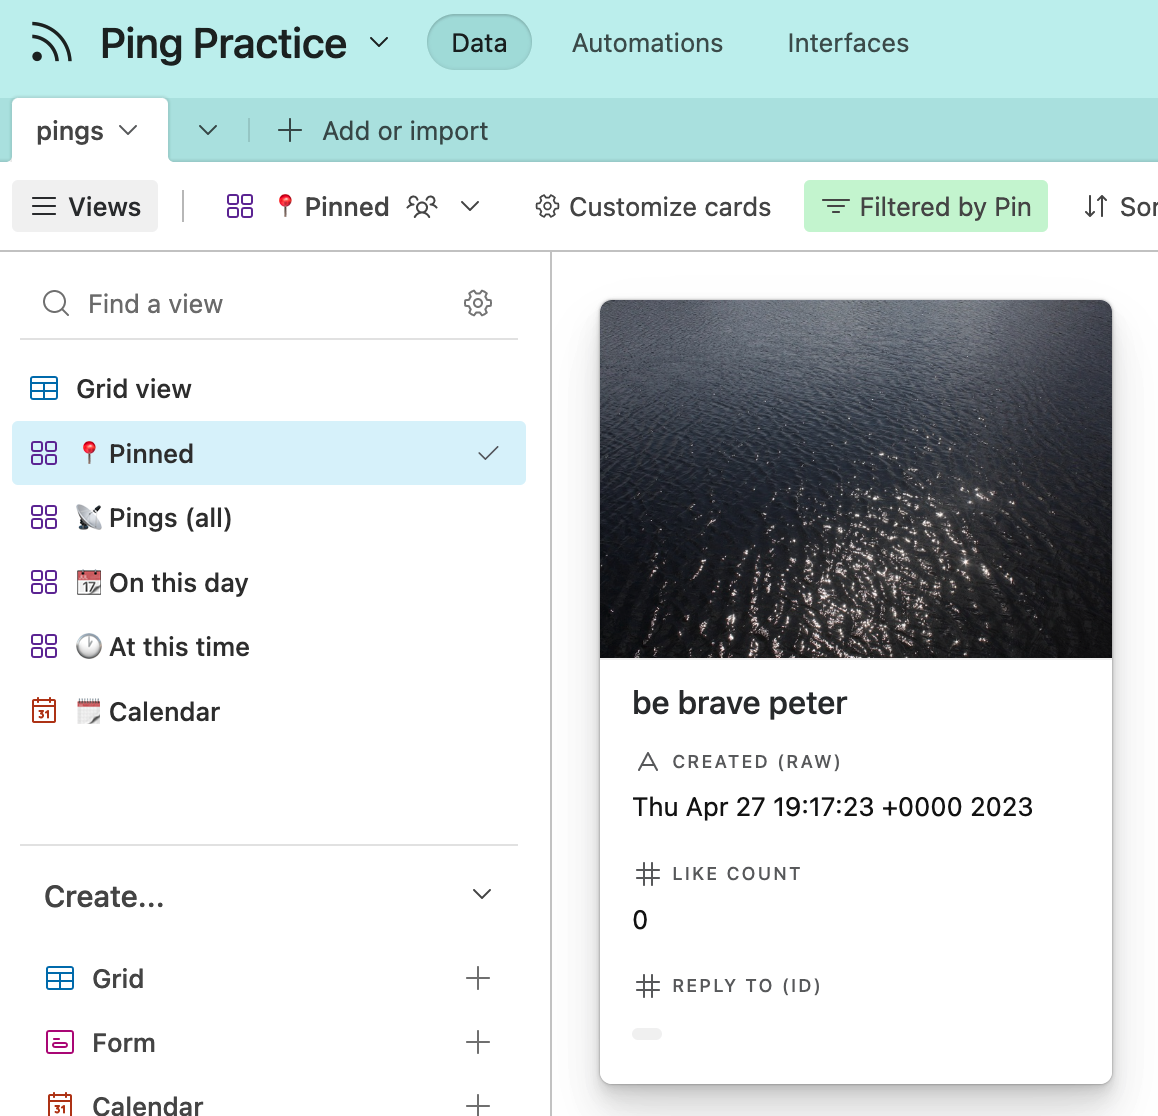 Ping Practice
Data
Automations
Interfaces
pings
Add or import
Views
📍 Pinned
Customize cards
Filtered by Pin
Sor
Find a view
Grid view
📍 Pinned
📡 Pings (all)
📆 On this day
🕐 At this time
🗓 Calendar
Create...
Grid
Form
Calendar
be brave peter
CREATED (RAW)
Thu Apr 27 19:17:23 +0000 2023
LIKE COUNT
0
REPLY TO (ID)